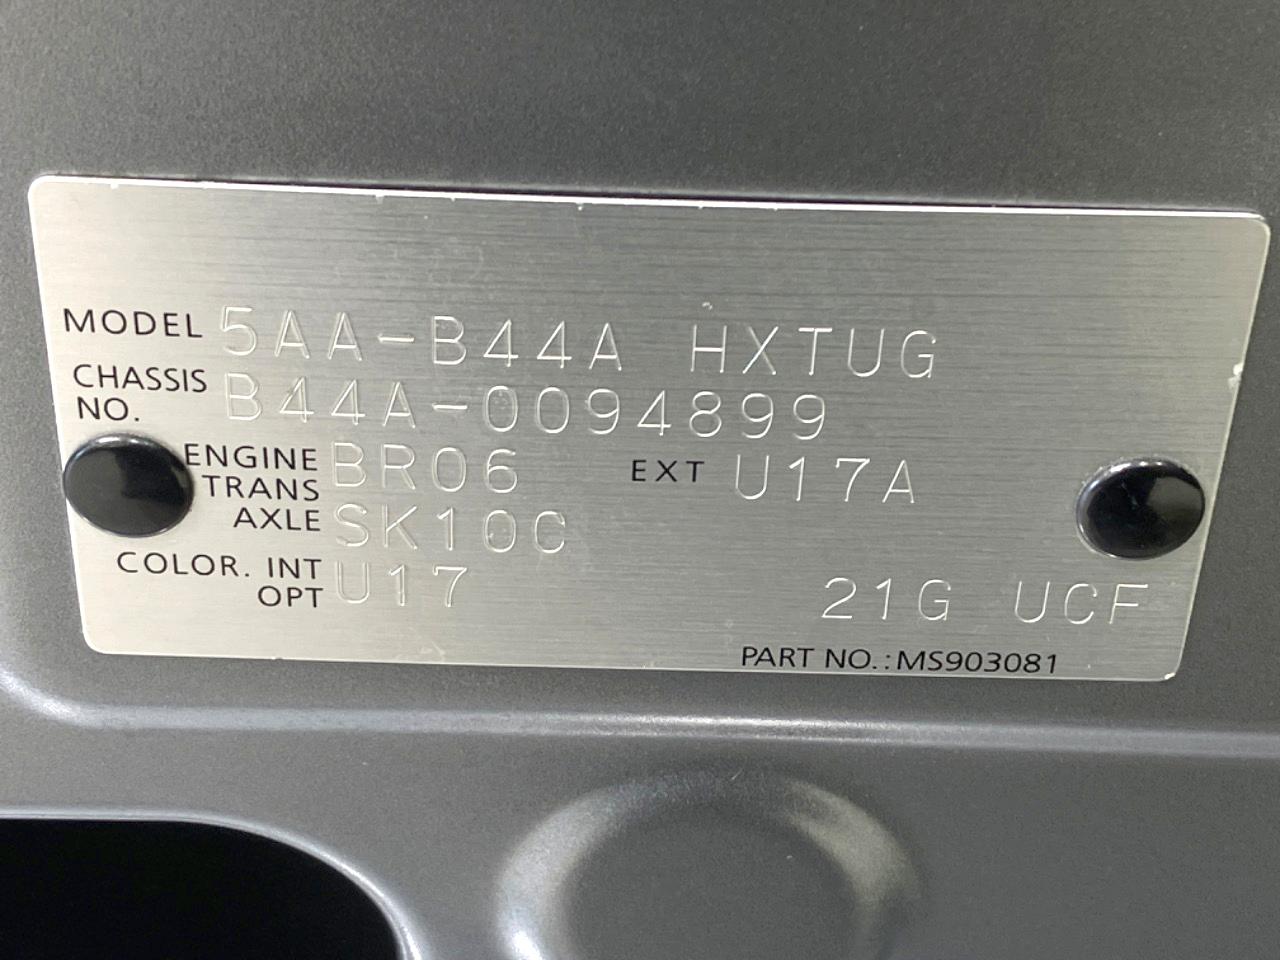 MODEL 5AA-B44A HXTUG
CHASSIS NO. B44A-0094899
ENGINE BR06 EXT U17A
TRANS AXLE SK10C
COLOR. INT OPT U17 21G UCF
PART NO.:MS903081